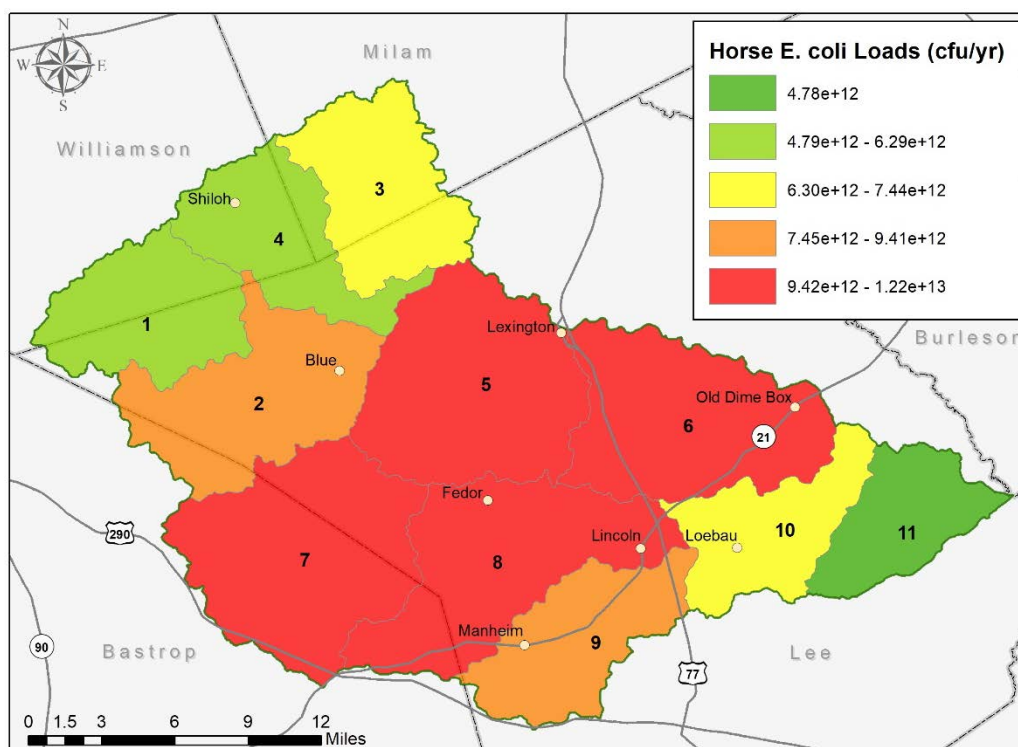 N
W E
S
Milam
Williamson
Burleson
Bastrop
Lee
Horse E. coli Loads (cfu/yr)
4.78e+12
4.79e+12 - 6.29e+12
6.30e+12 - 7.44e+12
7.45e+12 - 9.41e+12
9.42e+12 - 1.22e+13
3
Shiloh
4
1
Lexington
Blue
2
5
Old Dime Box
6
21
Fedor
290
Lincoln
Loebau
10
11
7
8
Manheim
9
90
77
0 1.5 3 6 9 12
Miles